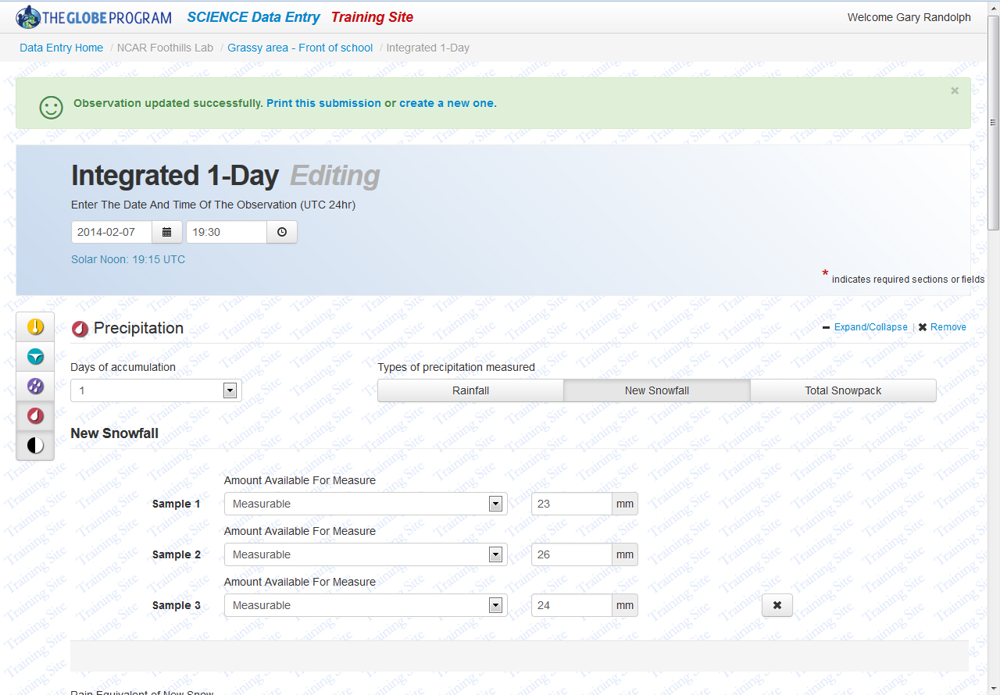 THE GLOBE PROGRAM SCIENCE Data Entry Training Site Welcome Gary Randolph
Data Entry Home / NCAR Foothills Lab / Grassy area - Front of school / Integrated 1-Day
Observation updated successfully. Print this submission or create a new one. ×
Integrated 1-Day Editing
Enter The Date And Time Of The Observation (UTC 24hr)
2014-02-07 19:30
Solar Noon: 19:15 UTC
* indicates required sections or fields
Precipitation Expand/Collapse | Remove
Days of accumulation Types of precipitation measured
1 Rainfall New Snowfall Total Snowpack
New Snowfall
Amount Available For Measure
Sample 1 Measurable 23 mm
Amount Available For Measure
Sample 2 Measurable 26 mm
Amount Available For Measure
Sample 3 Measurable 24 mm
Rain Equivalent of New Snow
Training Site